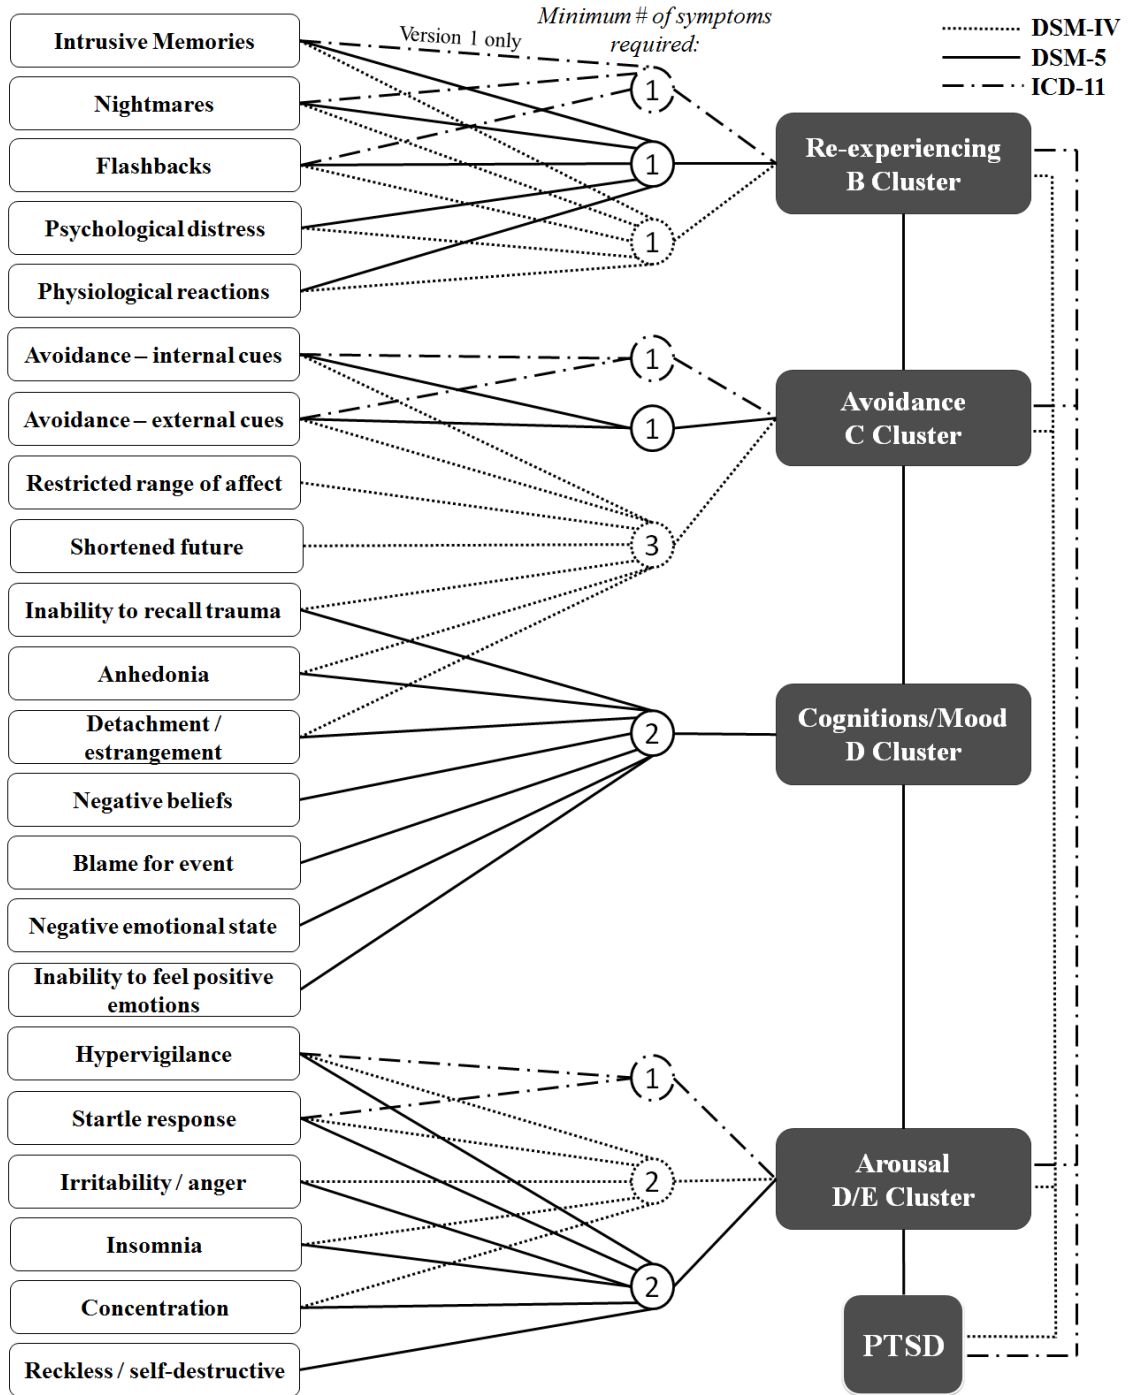 Minimum # of symptoms
required:
Version 1 only
DSM-IV
DSM-5
ICD-11
Intrusive Memories
Nightmares
Flashbacks
Psychological distress
Physiological reactions
Avoidance – internal cues
Avoidance – external cues
Restricted range of affect
Shortened future
Inability to recall trauma
Anhedonia
Detachment /
estrangement
Negative beliefs
Blame for event
Negative emotional state
Inability to feel positive
emotions
Hypervigilance
Startle response
Irritability / anger
Insomnia
Concentration
Reckless / self-destructive
1
1
1
1
1
3
2
1
2
2
Re-experiencing
B Cluster
Avoidance
C Cluster
Cognitions/Mood
D Cluster
Arousal
D/E Cluster
PTSD